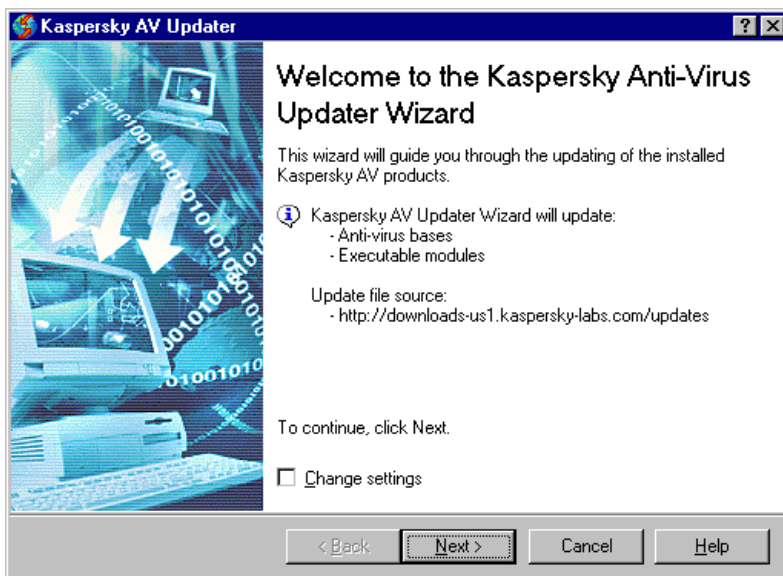 Kaspersky AV Updater
Welcome to the Kaspersky Anti-Virus
Updater Wizard
This wizard will guide you through the updating of the installed
Kaspersky AV products.
Kaspersky AV Updater Wizard will update:
- Anti-virus bases
- Executable modules
Update file source:
- http://downloads-us1.kaspersky-labs.com/updates
To continue, click Next.
Change settings
< Back
Next >
Cancel
Help